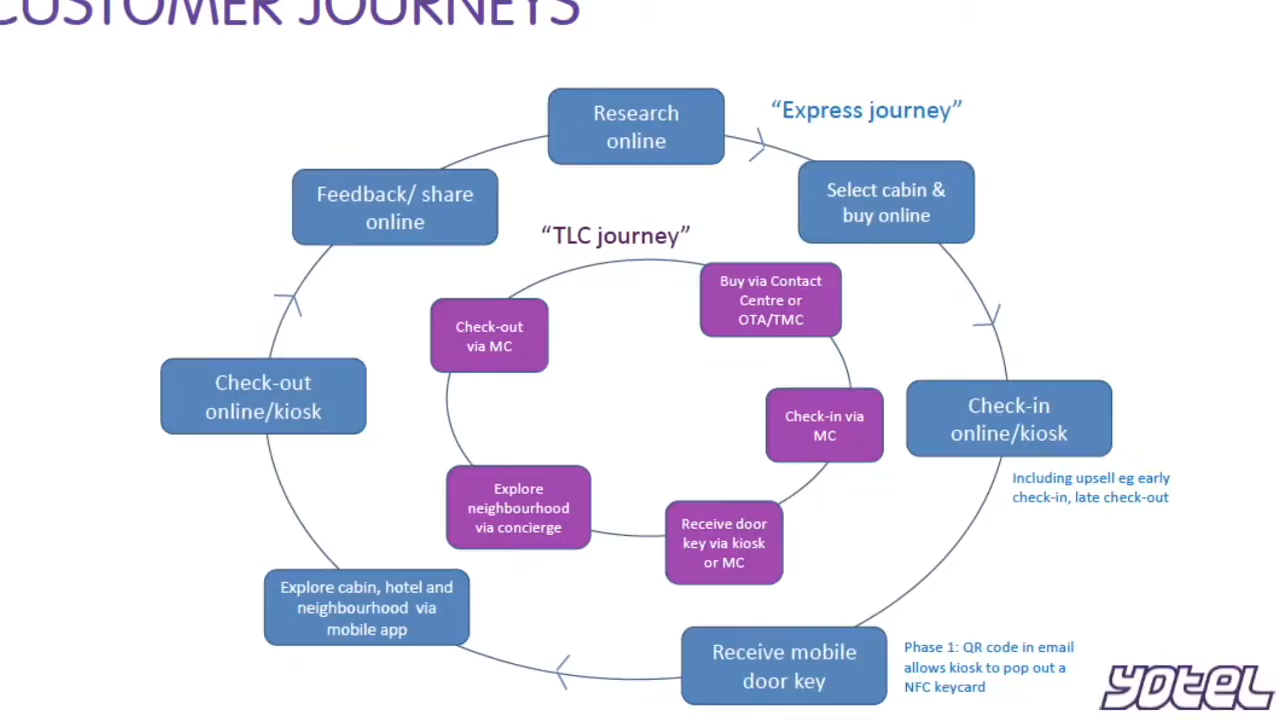 CUSTOMER JOURNEYS
Research
online
“Express journey”
Feedback/ share
online
Select cabin &
buy online
“TLC journey”
Buy via Contact
Centre or
OTA/TMC
Check-out
via MC
Check-out
online/kiosk
Check-in via
MC
Check-in
online/kiosk
Including upsell eg early
check-in, late check-out
Explore
neighbourhood
via concierge
Receive door
key via kiosk
or MC
Explore cabin, hotel and
neighbourhood via
mobile app
Receive mobile
door key
Phase 1: QR code in email
allows kiosk to pop out a
NFC keycard
YOTEL